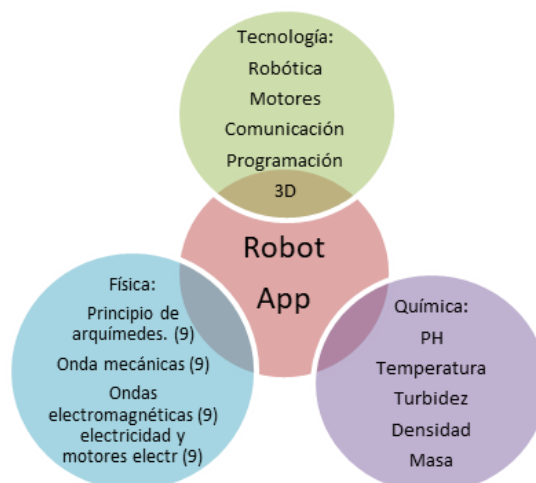 Tecnología:
Robótica
Motores
Comunicación
Programación
3D
Robot
App
Física:
Principio de
arquímedes. (9)
Onda mecánicas (9)
Ondas
electromagnéticas (9)
electricidad y
motores electr (9)
Química:
PH
Temperatura
Turbidez
Densidad
Masa